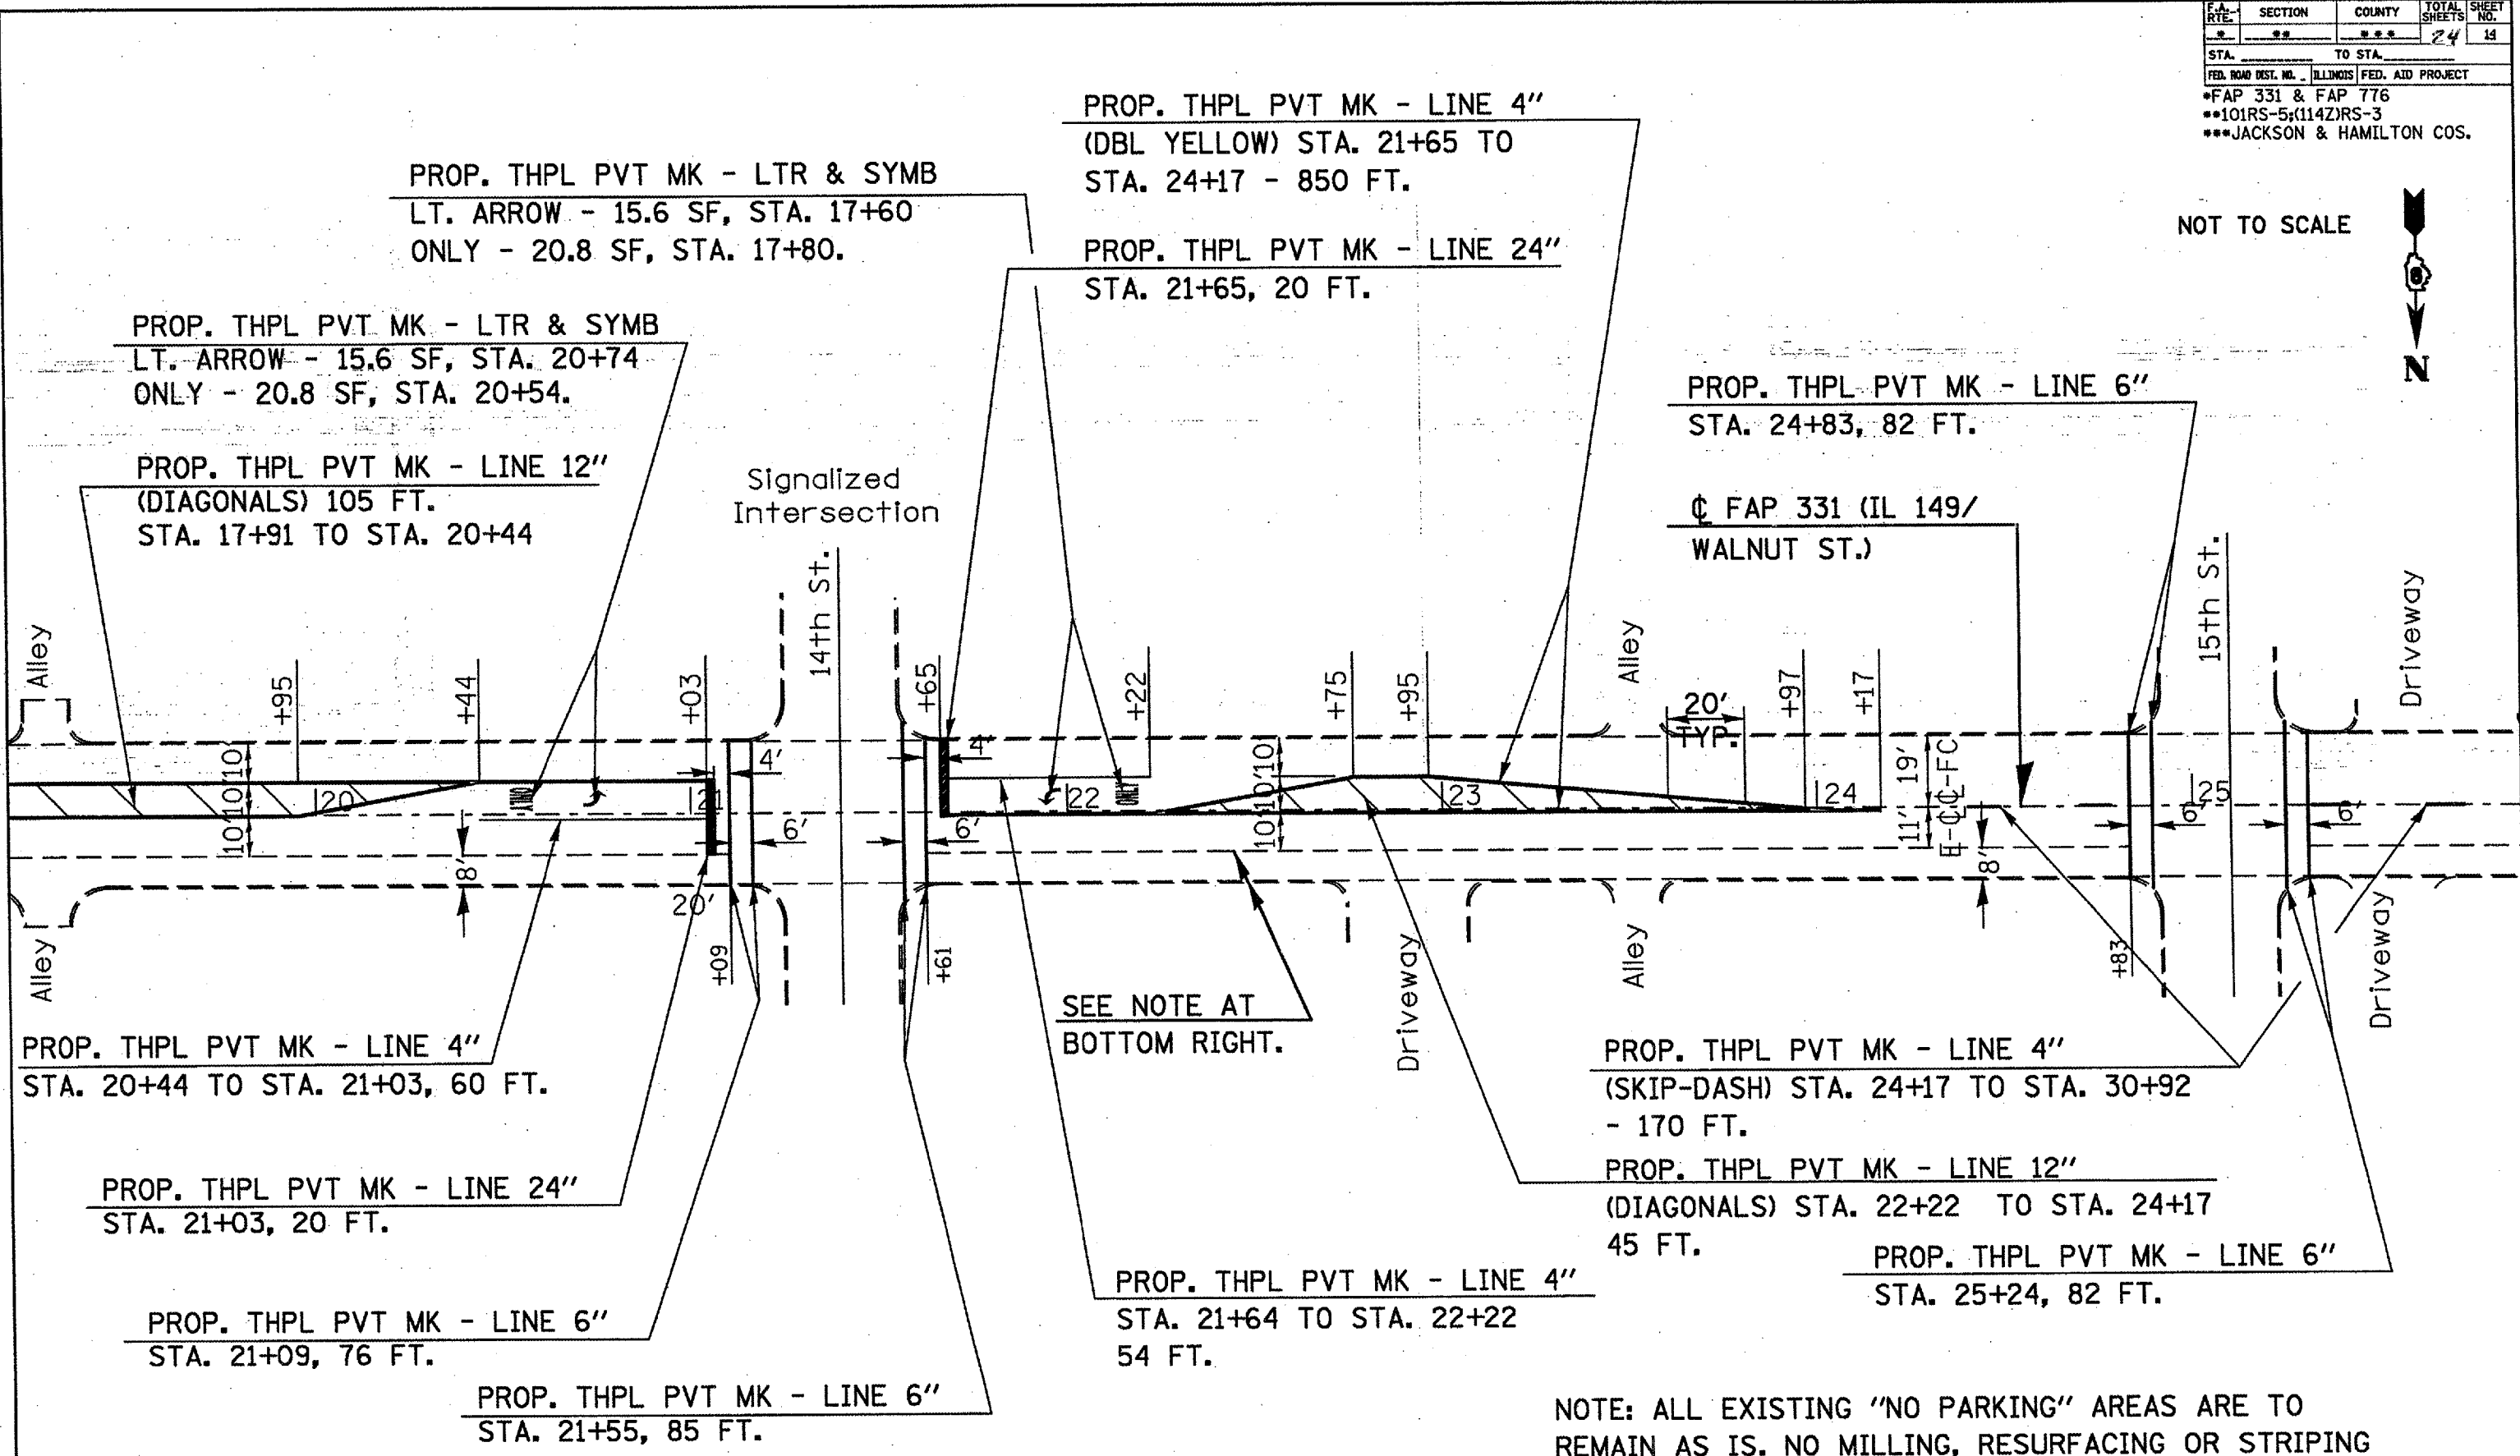 F.A. RTE. SECTION COUNTY TOTAL SHEETS SHEET NO.
* ** *** 24 14
STA. TO STA.
FED. ROAD DIST. NO. ILLINOIS FED. AID PROJECT
*FAP 331 & FAP 776
**101RS-5;(114Z)RS-3
***JACKSON & HAMILTON COS.
NOT TO SCALE
N
PROP. THPL PVT MK - LINE 4"
(DBL YELLOW) STA. 21+65 TO
STA. 24+17 - 850 FT.
PROP. THPL PVT MK - LTR & SYMB
LT. ARROW - 15.6 SF, STA. 17+60
ONLY - 20.8 SF, STA. 17+80.
PROP. THPL PVT MK - LINE 24"
STA. 21+65, 20 FT.
PROP. THPL PVT MK - LTR & SYMB
LT. ARROW - 15.6 SF, STA. 20+74
ONLY - 20.8 SF, STA. 20+54.
PROP. THPL PVT MK - LINE 6"
STA. 24+83, 82 FT.
PROP. THPL PVT MK - LINE 12"
(DIAGONALS) 105 FT.
STA. 17+91 TO STA. 20+44
Signalized
Intersection
℄ FAP 331 (IL 149/
WALNUT ST.)
Alley
+95
+44
+03
14th St.
+65
+22
+75
+95
Alley
20'
TYP.
+97
+17
15th St.
Driveway
10'
10'
10'
20
ONLY
21
4'
6'
8'
20'
4'
6'
22
ONLY
10'
10'
10'
23
24
19'
11'
E-C
℄-FC
8'
25
6'
6'
Alley
+09
+61
Driveway
Alley
+83
Driveway
SEE NOTE AT
BOTTOM RIGHT.
PROP. THPL PVT MK - LINE 4"
STA. 20+44 TO STA. 21+03, 60 FT.
PROP. THPL PVT MK - LINE 4"
(SKIP-DASH) STA. 24+17 TO STA. 30+92
- 170 FT.
PROP. THPL PVT MK - LINE 24"
STA. 21+03, 20 FT.
PROP. THPL PVT MK - LINE 12"
(DIAGONALS) STA. 22+22 TO STA. 24+17
45 FT.
PROP. THPL PVT MK - LINE 6"
STA. 25+24, 82 FT.
PROP. THPL PVT MK - LINE 4"
STA. 21+64 TO STA. 22+22
54 FT.
PROP. THPL PVT MK - LINE 6"
STA. 21+09, 76 FT.
PROP. THPL PVT MK - LINE 6"
STA. 21+55, 85 FT.
NOTE: ALL EXISTING "NO PARKING" AREAS ARE TO
REMAIN AS IS. NO MILLING, RESURFACING OR STRIPING